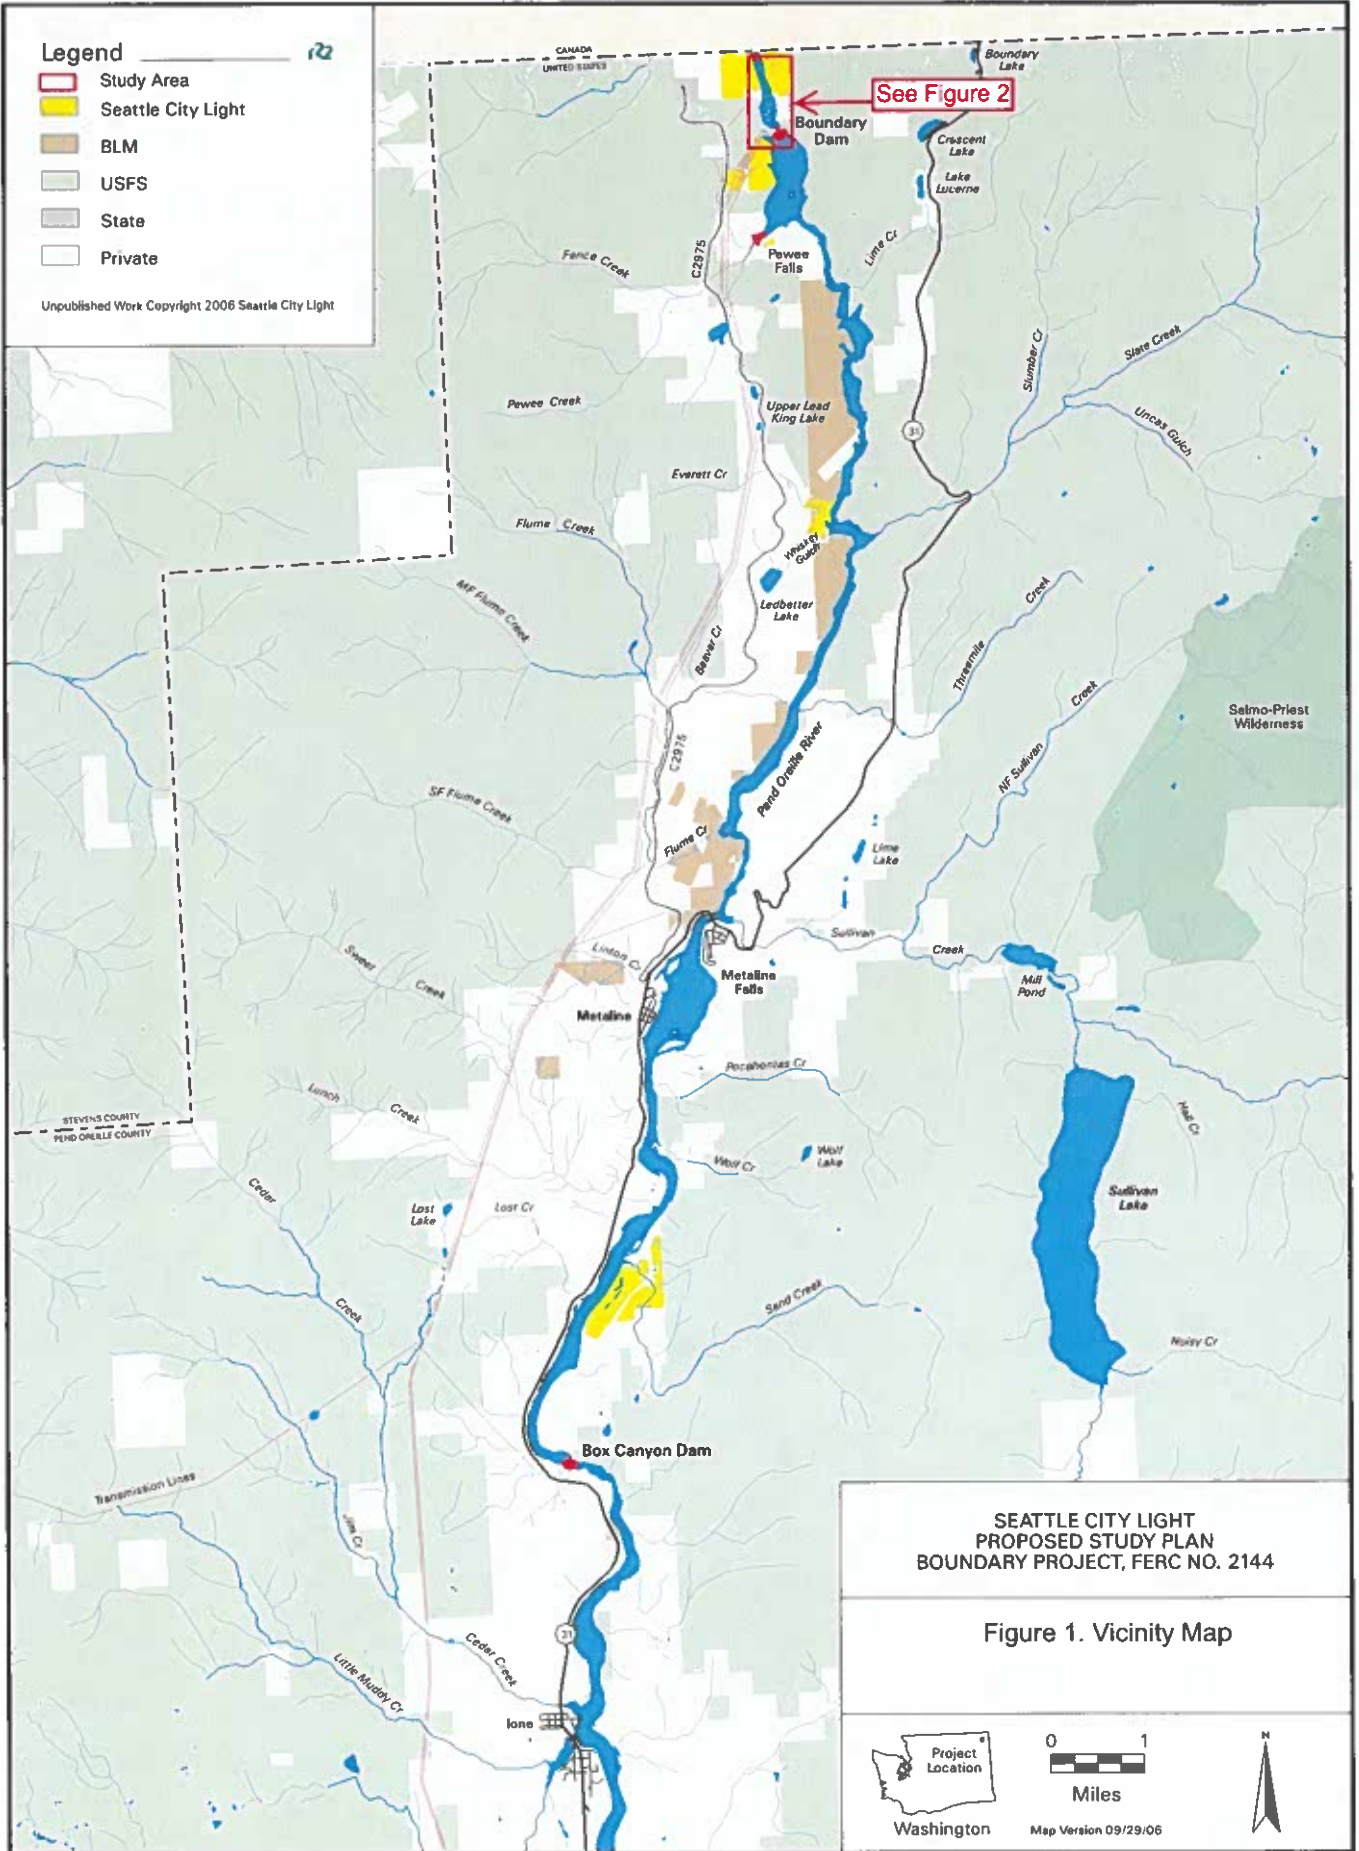 Legend
Study Area
Seattle City Light
BLM
USFS
State
Private
Unpublished Work Copyright 2006 Seattle City Light
CANADA
UNITED STATES
See Figure 2
Boundary
Lake
Boundary
Dam
Crescent
Lake
Lake
Lucerne
C2975
Fence Creek
Pewee
Falls
Lime Cr
Slumber Cr
Slate Creek
Uncas Gulch
Pewee Creek
Upper Lead
King Lake
31
Everett Cr
Flume Creek
Whiskey
Gulch
MF Flume Creek
Ledbetter
Lake
Beaver Cr
Threemile Creek
NF Sullivan Creek
Salmo-Priest
Wilderness
C2975
Pend Oreille River
SF Flume Creek
Flume Cr
Lime
Lake
Sullivan Creek
Linton Cr
Sweet Creek
Metaline
Falls
Mill
Pond
Metaline
Pocahontas Cr
Lunch Creek
STEVENS COUNTY
PEND OREILLE COUNTY
Hall Cr
Wolf Cr
Wolf
Lake
Cedar Creek
Lost
Lake
Lost Cr
Sullivan
Lake
Sand Creek
Noisy Cr
Box Canyon Dam
Transmission Lines
Jim Cr
31
Cedar Creek
Little Muddy Cr
Ione
SEATTLE CITY LIGHT
PROPOSED STUDY PLAN
BOUNDARY PROJECT, FERC NO. 2144
Figure 1. Vicinity Map
Project
Location
Washington
0 1
Miles
Map Version 09/29/06
N